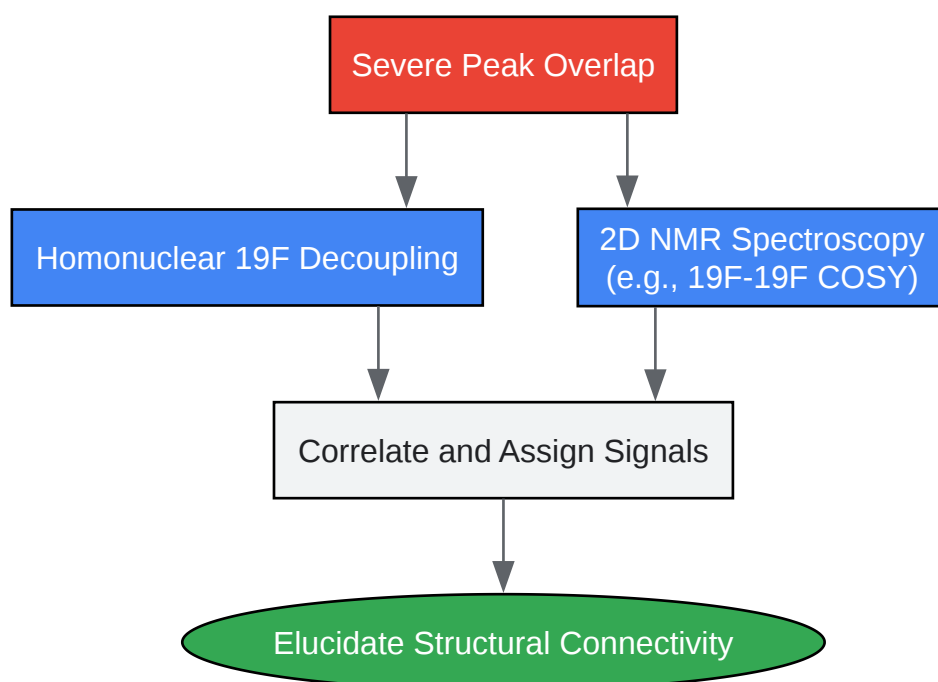 Severe Peak Overlap
Homonuclear 19F Decoupling
2D NMR Spectroscopy
(e.g., 19F-19F COSY)
Correlate and Assign Signals
Elucidate Structural Connectivity